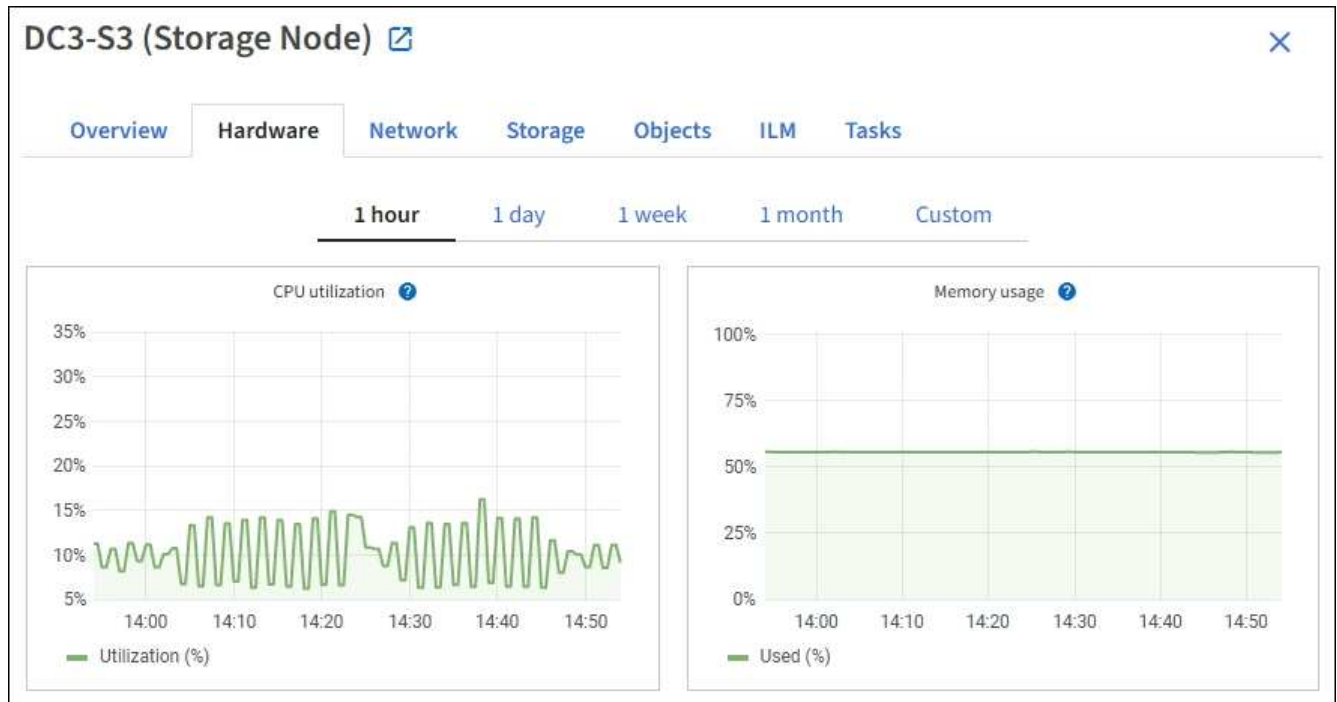 DC3-S3 (Storage Node)
Overview Hardware Network Storage Objects ILM Tasks
1 hour 1 day 1 week 1 month Custom
CPU utilization ?
35%
30%
25%
20%
15%
10%
5%
14:00 14:10 14:20 14:30 14:40 14:50
Utilization (%)
Memory usage ?
100%
75%
50%
25%
0%
14:00 14:10 14:20 14:30 14:40 14:50
Used (%)